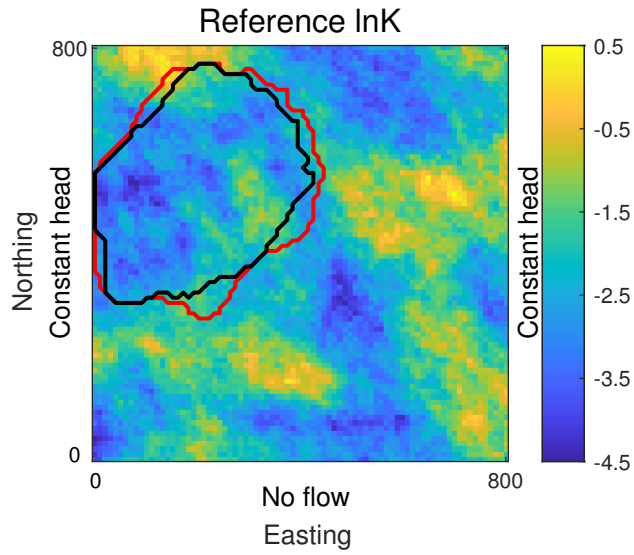 Reference lnK
800
Northing
Constant head
0
0
800
No flow
Easting
Constant head
0.5
-0.5
-1.5
-2.5
-3.5
-4.5